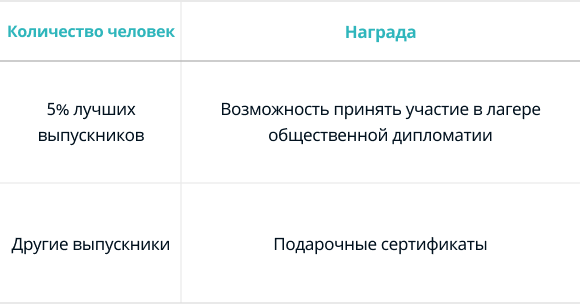 Количество человек
Награда
5% лучших
выпускников
Возможность принять участие в лагере
общественной дипломатии
Другие выпускники
Подарочные сертификаты